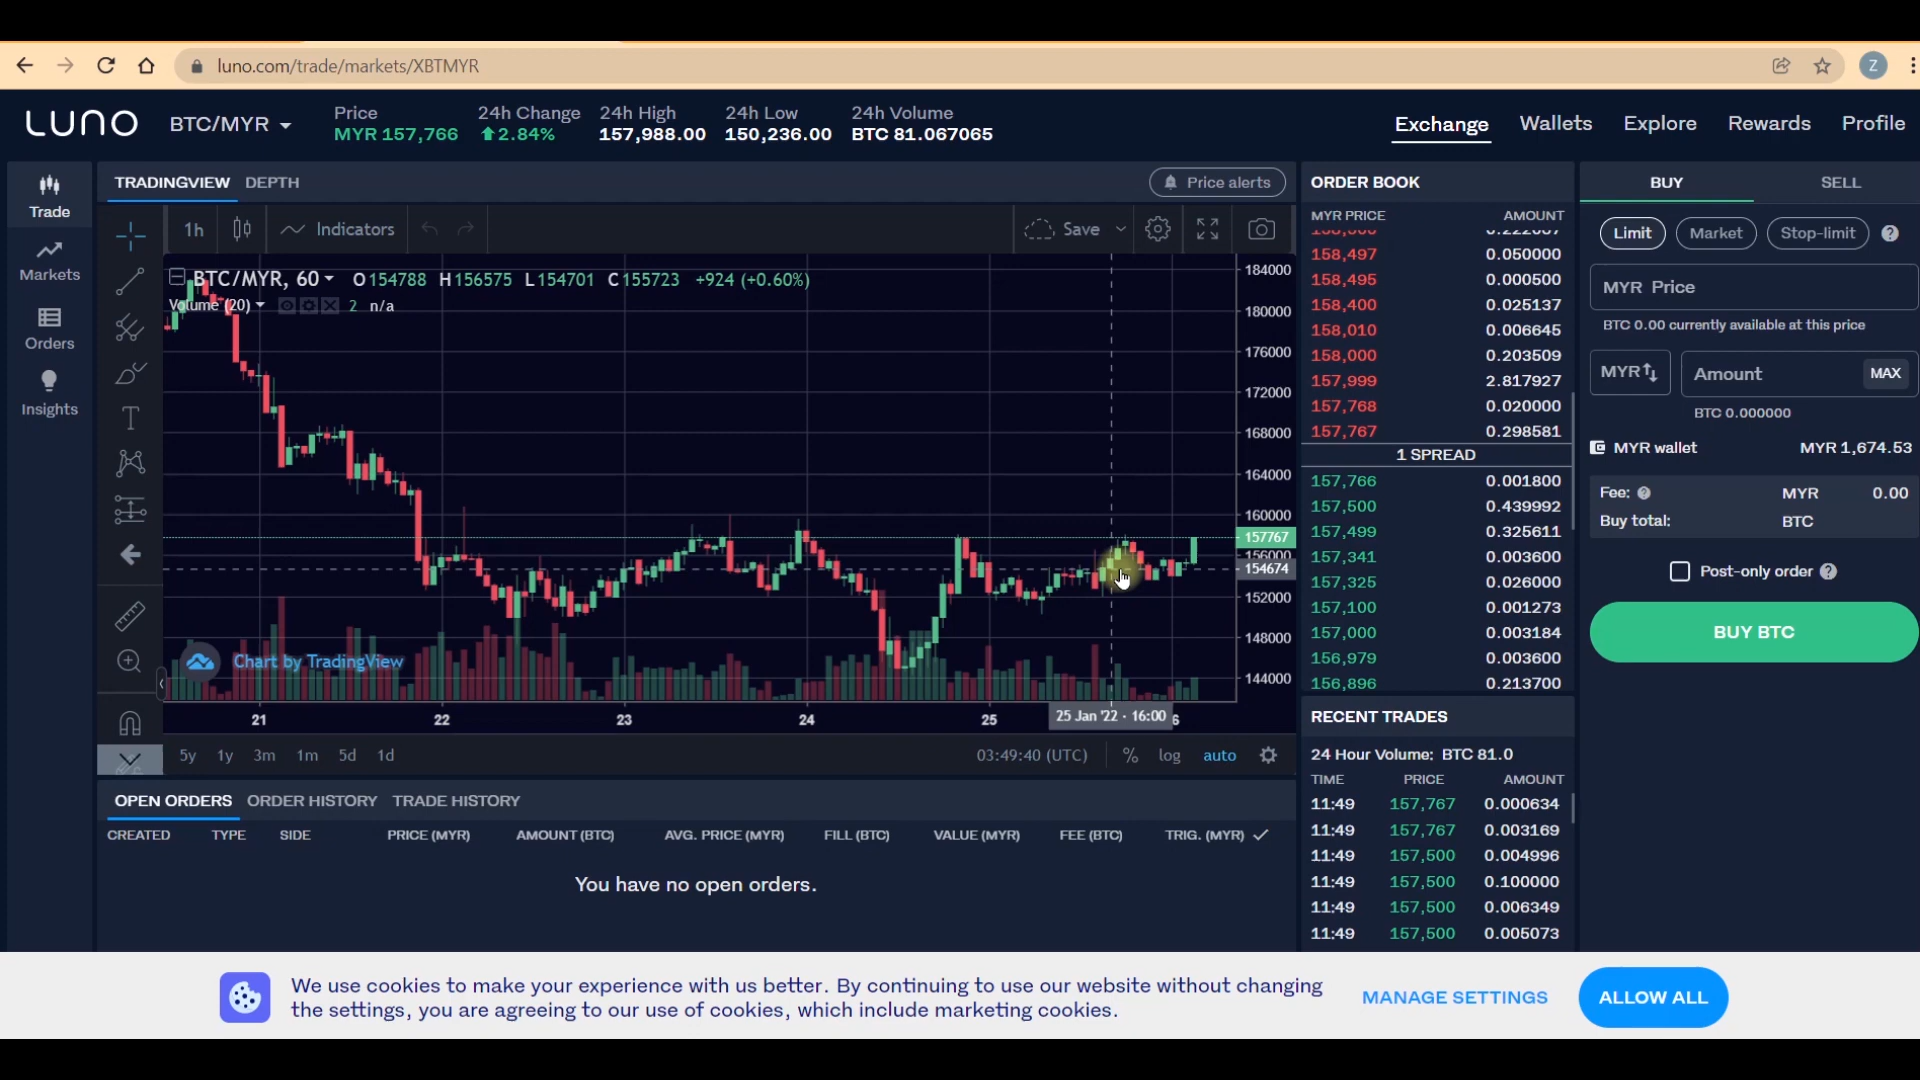 luno.com/trade/markets/XBTMYR
Z
LUNO
BTC/MYR
Price
MYR 157,766
24h Change
2.84%
24h High
157,988.00
24h Low
150,236.00
24h Volume
BTC 81.067065
Exchange
Wallets
Explore
Rewards
Profile
Trade
Markets
Orders
Insights
TRADINGVIEW
DEPTH
Price alerts
1h
Indicators
Save
BTC/MYR, 60
O154788 H156575 L154701 C155723 +924 (+0.60%)
Volume (20)
2 n/a
184000
180000
176000
172000
168000
164000
160000
157767
156000
154674
152000
148000
144000
Chart by TradingView
21
22
23
24
25
25 Jan '22 · 16:00
6
5y
1y
3m
1m
5d
1d
03:49:40 (UTC)
%
log
auto
OPEN ORDERS
ORDER HISTORY
TRADE HISTORY
CREATED
TYPE
SIDE
PRICE (MYR)
AMOUNT (BTC)
AVG. PRICE (MYR)
FILL (BTC)
VALUE (MYR)
FEE (BTC)
TRIG. (MYR)
You have no open orders.
ORDER BOOK
MYR PRICE AMOUNT
158,497 0.050000
158,495 0.000500
158,400 0.025137
158,010 0.006645
158,000 0.203509
157,999 2.817927
157,768 0.020000
157,767 0.298581
1 SPREAD
157,766 0.001800
157,500 0.439992
157,499 0.325611
157,341 0.003600
157,325 0.026000
157,100 0.001273
157,000 0.003184
156,979 0.003600
156,896 0.213700
RECENT TRADES
24 Hour Volume: BTC 81.0
TIME PRICE AMOUNT
11:49 157,767 0.000634
11:49 157,767 0.003169
11:49 157,500 0.004996
11:49 157,500 0.100000
11:49 157,500 0.006349
11:49 157,500 0.005073
BUY
SELL
Limit
Market
Stop-limit
?
MYR Price
BTC 0.00 currently available at this price
MYR
Amount
MAX
BTC 0.000000
MYR wallet MYR 1,674.53
Fee: ? MYR 0.00
Buy total: BTC
Post-only order ?
BUY BTC
We use cookies to make your experience with us better. By continuing to use our website without changing
the settings, you are agreeing to our use of cookies, which include marketing cookies.
MANAGE SETTINGS
ALLOW ALL